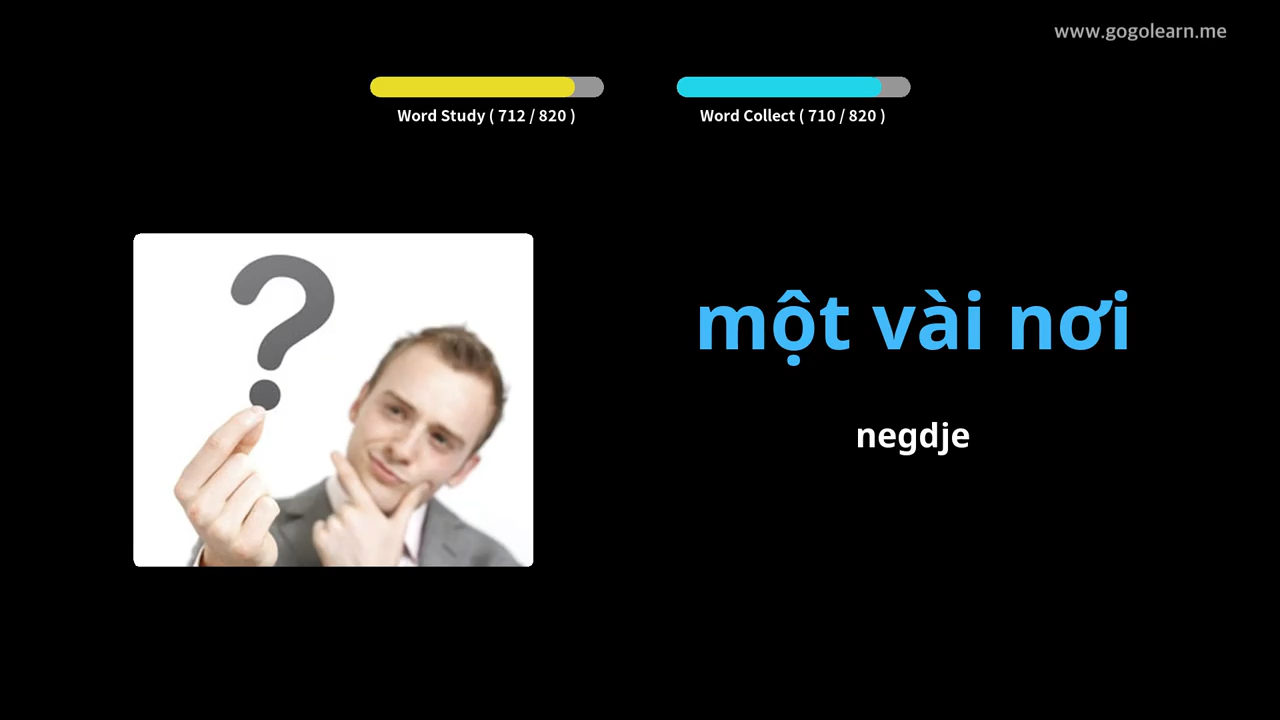 www.gogolearn.me
Word Study ( 712 / 820 )
Word Collect ( 710 / 820 )
một vài nơi
negdje